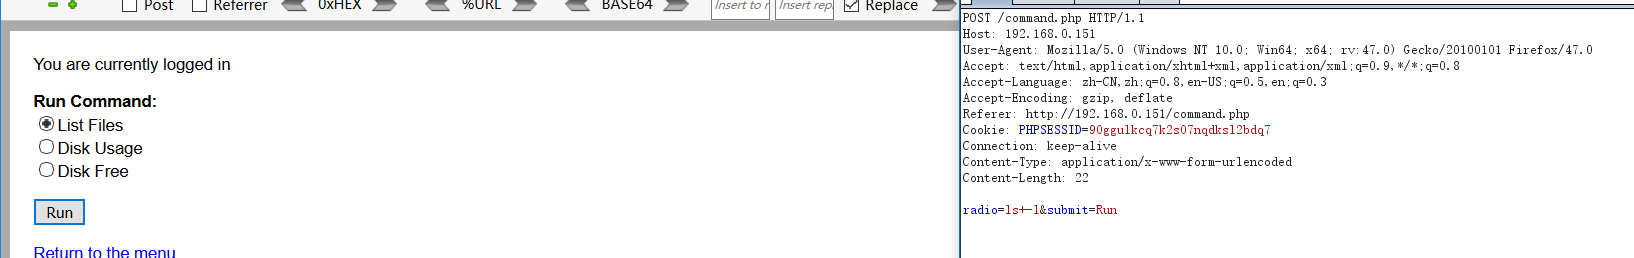 Post Referrer 0xHEX %URL BASE64 Insert to r Insert repl Replace
You are currently logged in
Run Command:
List Files
Disk Usage
Disk Free
Run
Return to the menu
POST /command.php HTTP/1.1
Host: 192.168.0.151
User-Agent: Mozilla/5.0 (Windows NT 10.0; Win64; x64; rv:47.0) Gecko/20100101 Firefox/47.0
Accept: text/html,application/xhtml+xml,application/xml;q=0.9,*/*;q=0.8
Accept-Language: zh-CN,zh;q=0.8,en-US;q=0.5,en;q=0.3
Accept-Encoding: gzip, deflate
Referer: http://192.168.0.151/command.php
Cookie: PHPSESSID=90ggulkcq7k2s07nqdksl2bdq7
Connection: keep-alive
Content-Type: application/x-www-form-urlencoded
Content-Length: 22
radio=ls+-l&submit=Run